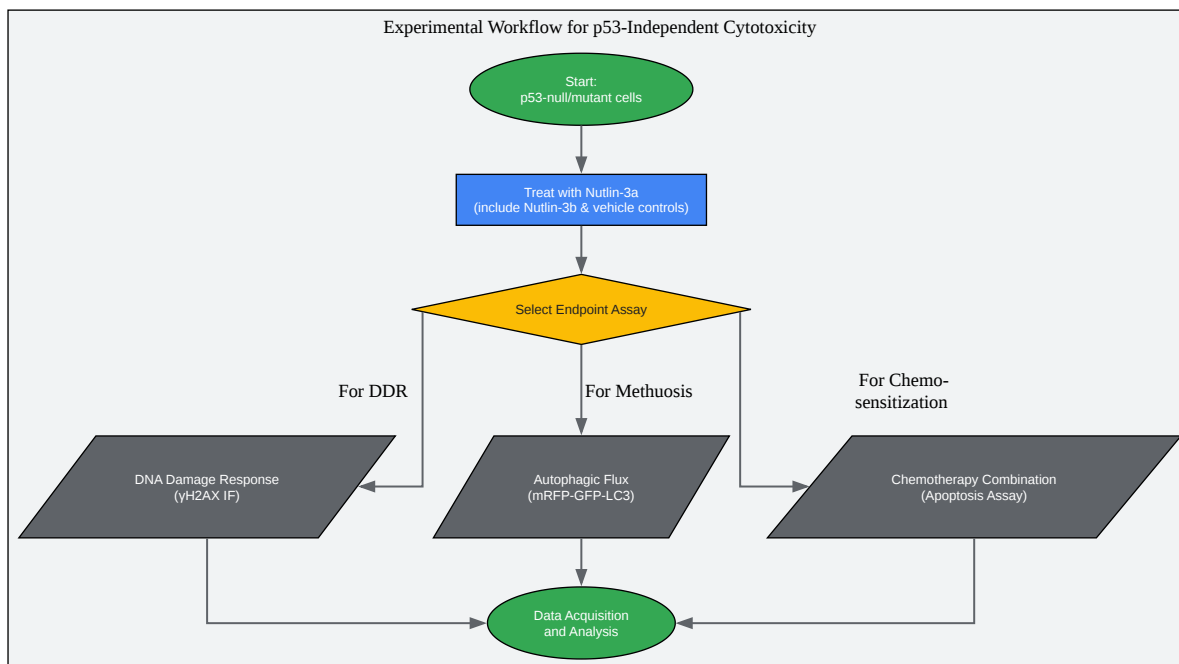 Experimental Workflow for p53-Independent Cytotoxicity
Start:
p53-null/mutant cells
Treat with Nutlin-3a
(include Nutlin-3b & vehicle controls)
Select Endpoint Assay
For DDR
For Methuosis
For Chemo-
sensitization
DNA Damage Response
(γH2AX IF)
Autophagic Flux
(mRFP-GFP-LC3)
Chemotherapy Combination
(Apoptosis Assay)
Data Acquisition
and Analysis